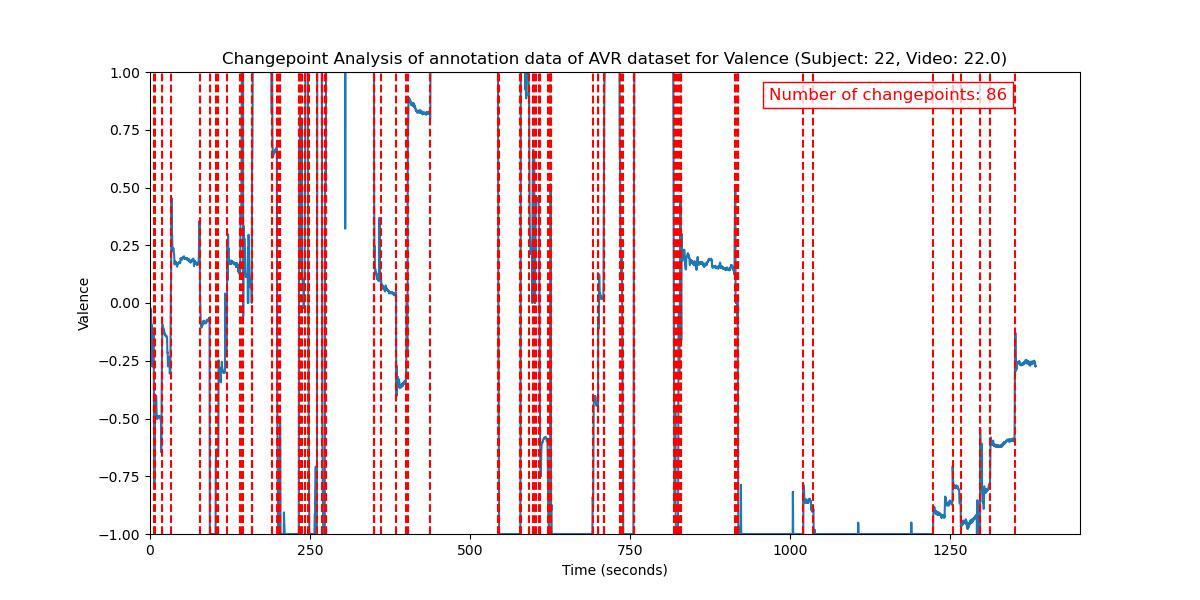 Changepoint Analysis of annotation data of AVR dataset for Valence (Subject: 22, Video: 22.0)
Number of changepoints: 86
1.00
0.75
0.50
0.25
0.00
−0.25
−0.50
−0.75
−1.00
Valence
0 250 500 750 1000 1250
Time (seconds)